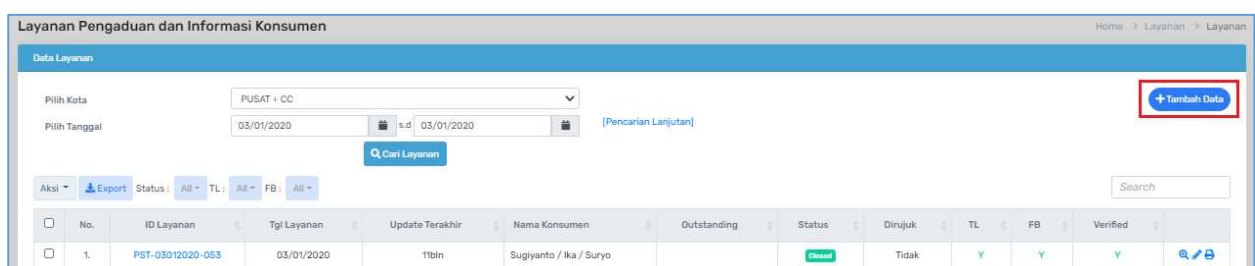 Layanan Pengaduan dan Informasi Konsumen Home > Layanan > Layanan
Data Layanan
Pilih Kota PUSAT + CC +Tambah Data
Pilih Tanggal 03/01/2020 s.d 03/01/2020 [Pencarian Lanjutan]
Cari Layanan
Aksi Export Status : All TL : All FB : All Search
No. ID Layanan Tgl Layanan Update Terakhir Nama Konsumen Outstanding Status Dirujuk TL FB Verified
1. PST-03012020-053 03/01/2020 11bln Sugiyanto / Ika / Suryo Closed Tidak Y Y Y